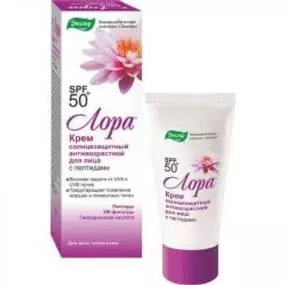 Эвалар
SPF
50+
Лора
Крем
солнцезащитный
антивозрастной
для лица
с пептидами
Высокая защита от UVA и
UVB лучей
Предотвращает появление
морщин и пигментных пятен
Пептиды
УФ-фильтры
Гиалуроновая кислота
Для всех типов кожи
Эвалар
SPF
50+
Лора
Крем
солнцезащитный
антивозрастной
для лица
с пептидами